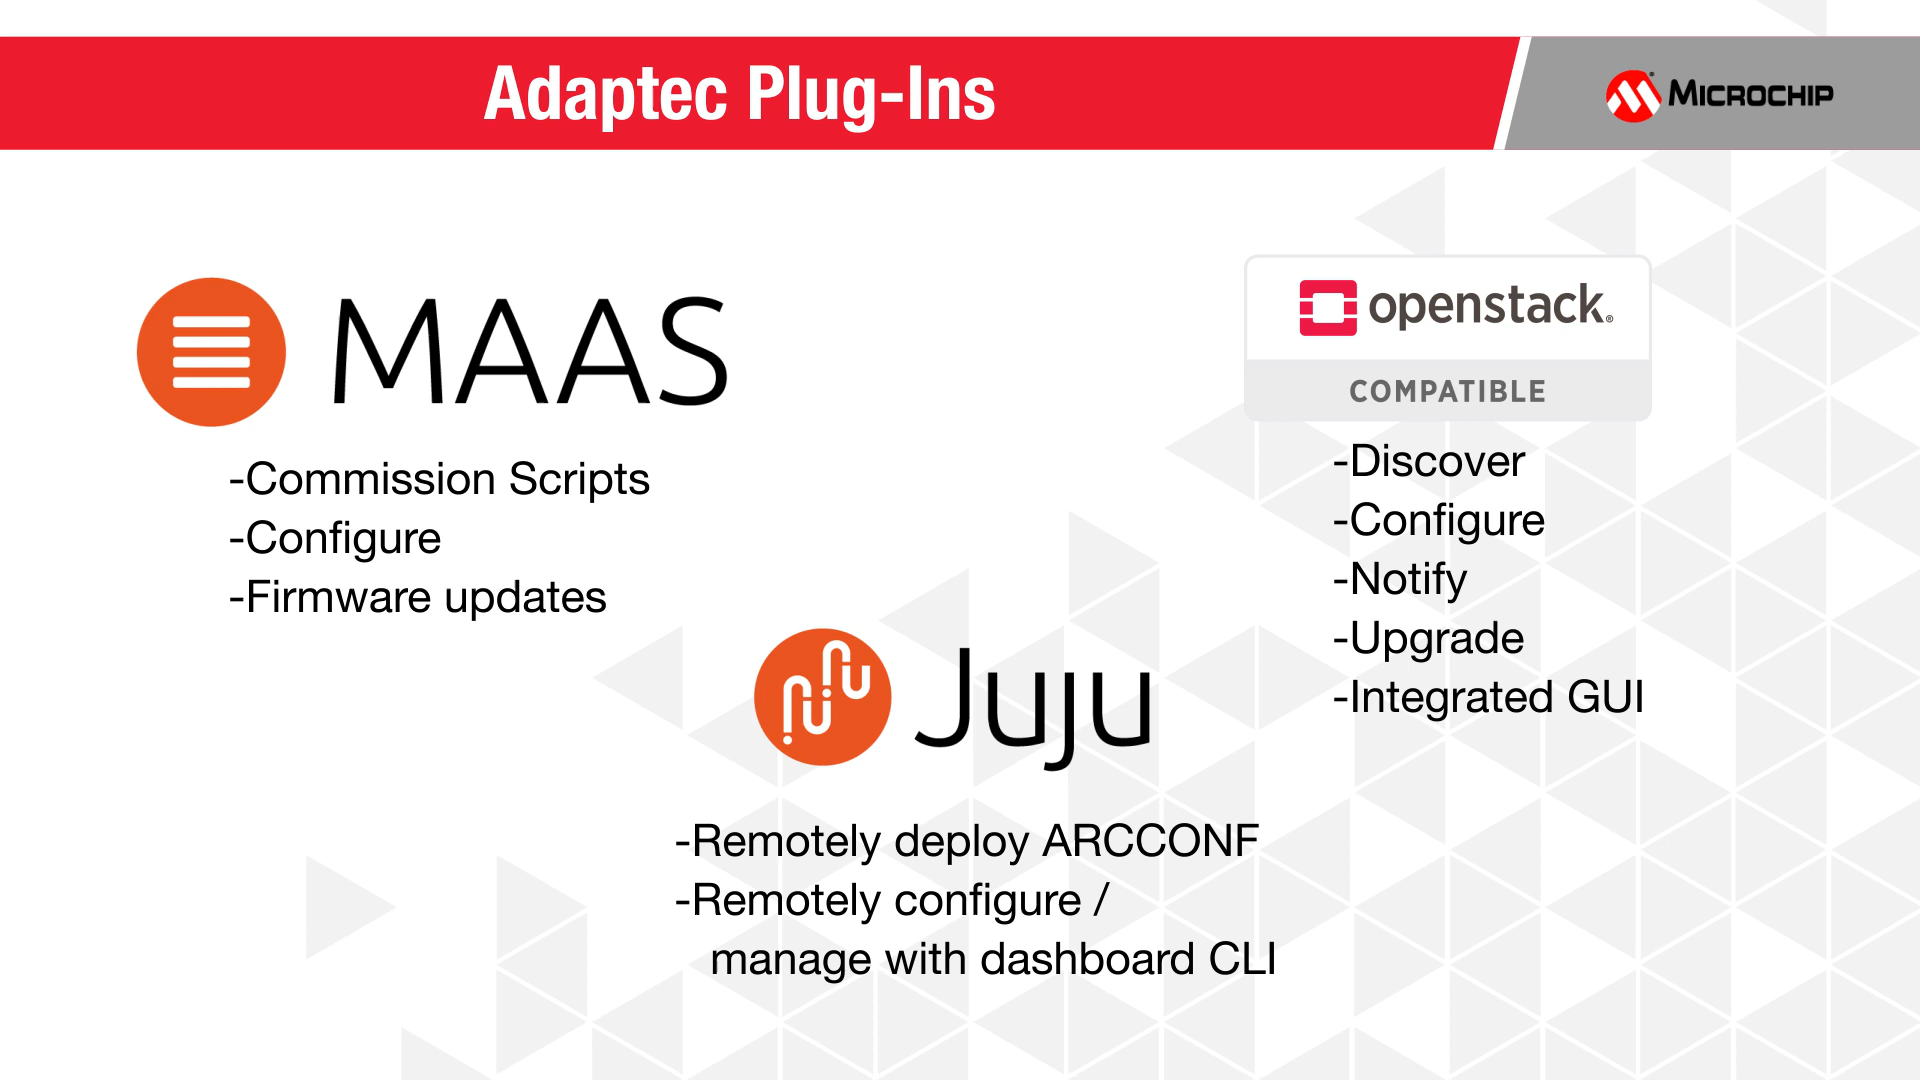 Adaptec Plug-Ins
MICROCHIP
MAAS
-Commission Scripts
-Configure
-Firmware updates
openstack®
COMPATIBLE
-Discover
-Configure
-Notify
-Upgrade
-Integrated GUI
Juju
-Remotely deploy ARCCONF
-Remotely configure /
manage with dashboard CLI